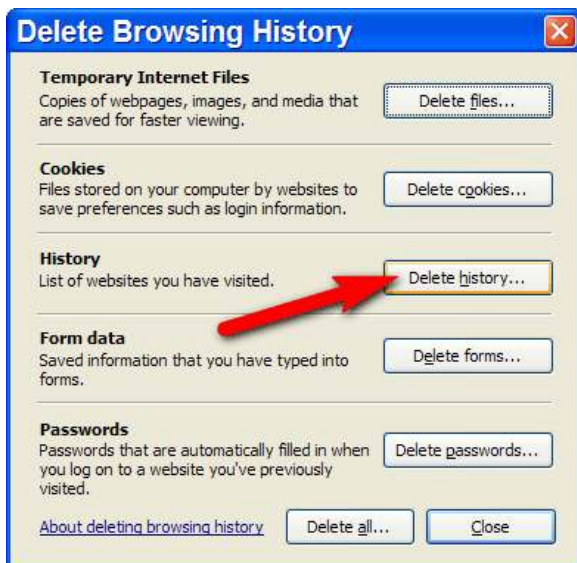 Delete Browsing History
Temporary Internet Files
Copies of webpages, images, and media that
are saved for faster viewing.
Delete files...
Cookies
Files stored on your computer by websites to
save preferences such as login information.
Delete cookies...
History
List of websites you have visited.
Delete history...
Form data
Saved information that you have typed into
forms.
Delete forms...
Passwords
Passwords that are automatically filled in when
you log on to a website you've previously
visited.
Delete passwords...
About deleting browsing history
Delete all...
Close